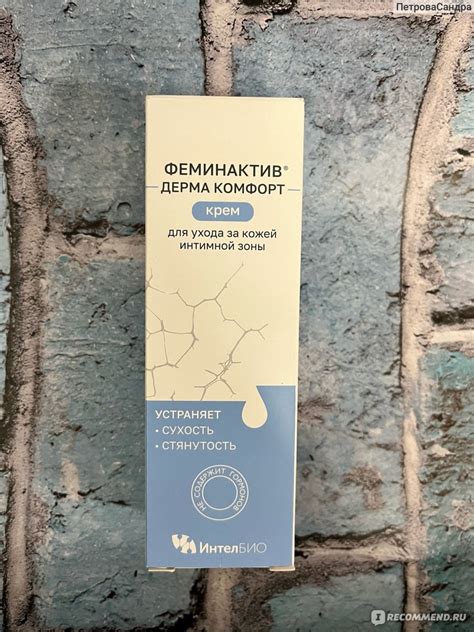 ПетроваСандра
ФЕМИНАКТИВ®
ДЕРМА КОМФОРТ
крем
для ухода за кожей
интимной зоны
УСТРАНЯЕТ
• СУХОСТЬ
• СТЯНУТОСТЬ
НЕ СОДЕРЖИТ ГОРМОНОВ
ИнтелБИО
I RECOMMEND.RU